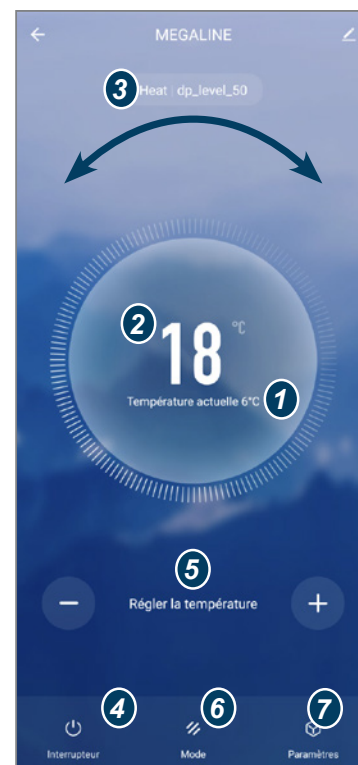 MEGALINE
3 Heat | dp_level_50
2
18 °C
Température actuelle 6°C 1
5
Régler la température
4 6 7
Interrupteur Mode Paramètres